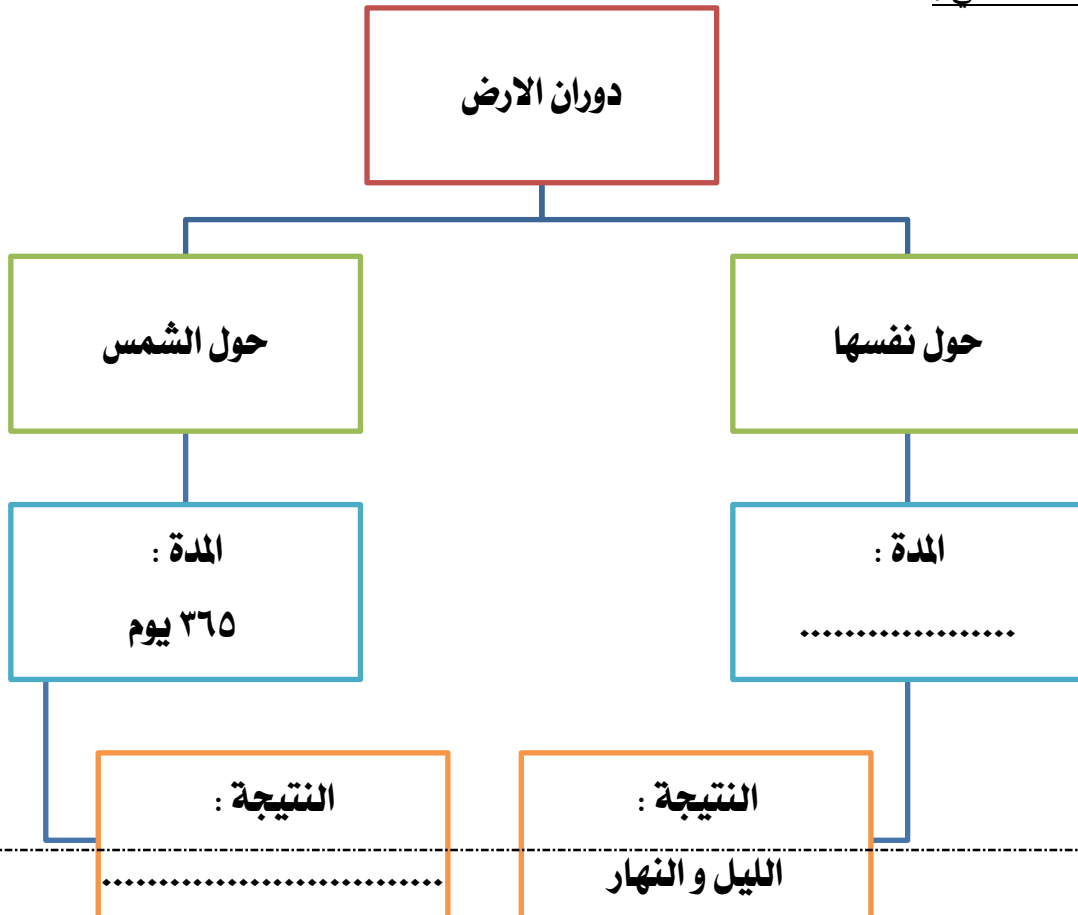 دوران الارض
حول نفسها
حول الشمس
المدة :
...................
المدة :
٣٦٥ يوم
النتيجة :
الليل و النهار
النتيجة :
..............................